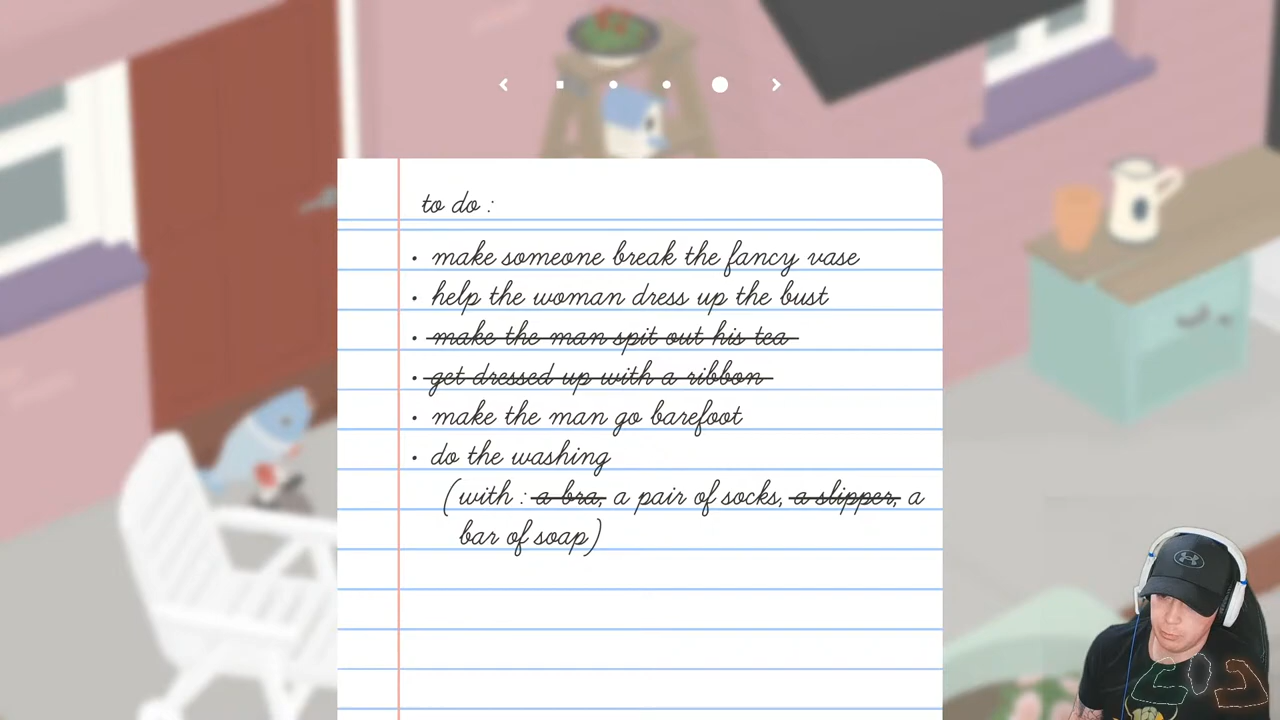 to do :
• make someone break the fancy vase
• help the woman dress up the bust
• make the man spit out his tea
• get dressed up with a ribbon
• make the man go barefoot
• do the washing
(with : a bra, a pair of socks, a slipper, a
bar of soap)